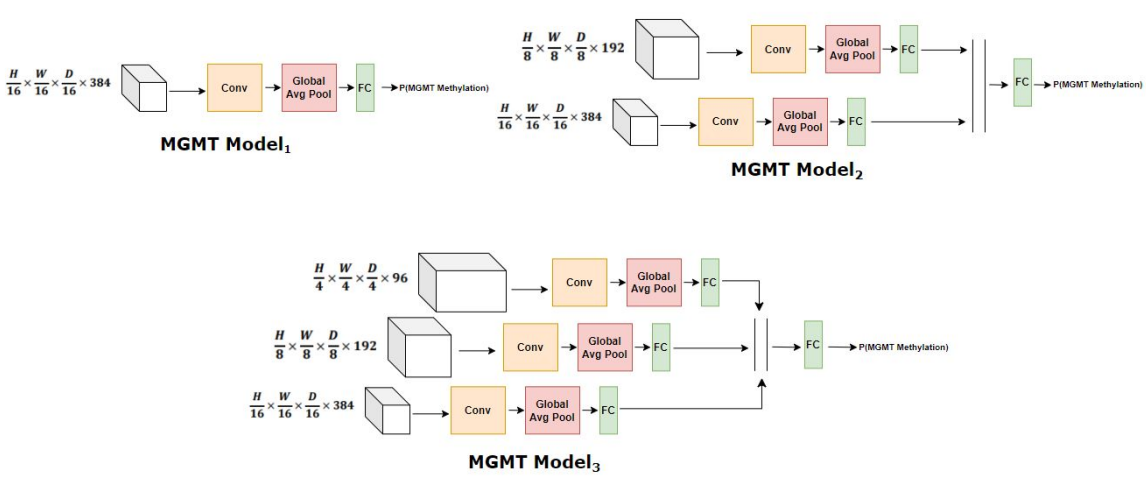 H/16 × W/16 × D/16 × 384
Conv
Global
Avg Pool
FC
P(MGMT Methylation)
MGMT Model₁
H/8 × W/8 × D/8 × 192
Conv
Global
Avg Pool
FC
H/16 × W/16 × D/16 × 384
Conv
Global
Avg Pool
FC
FC
P(MGMT Methylation)
MGMT Model₂
H/4 × W/4 × D/4 × 96
Conv
Global
Avg Pool
FC
H/8 × W/8 × D/8 × 192
Conv
Global
Avg Pool
FC
H/16 × W/16 × D/16 × 384
Conv
Global
Avg Pool
FC
FC
P(MGMT Methylation)
MGMT Model₃